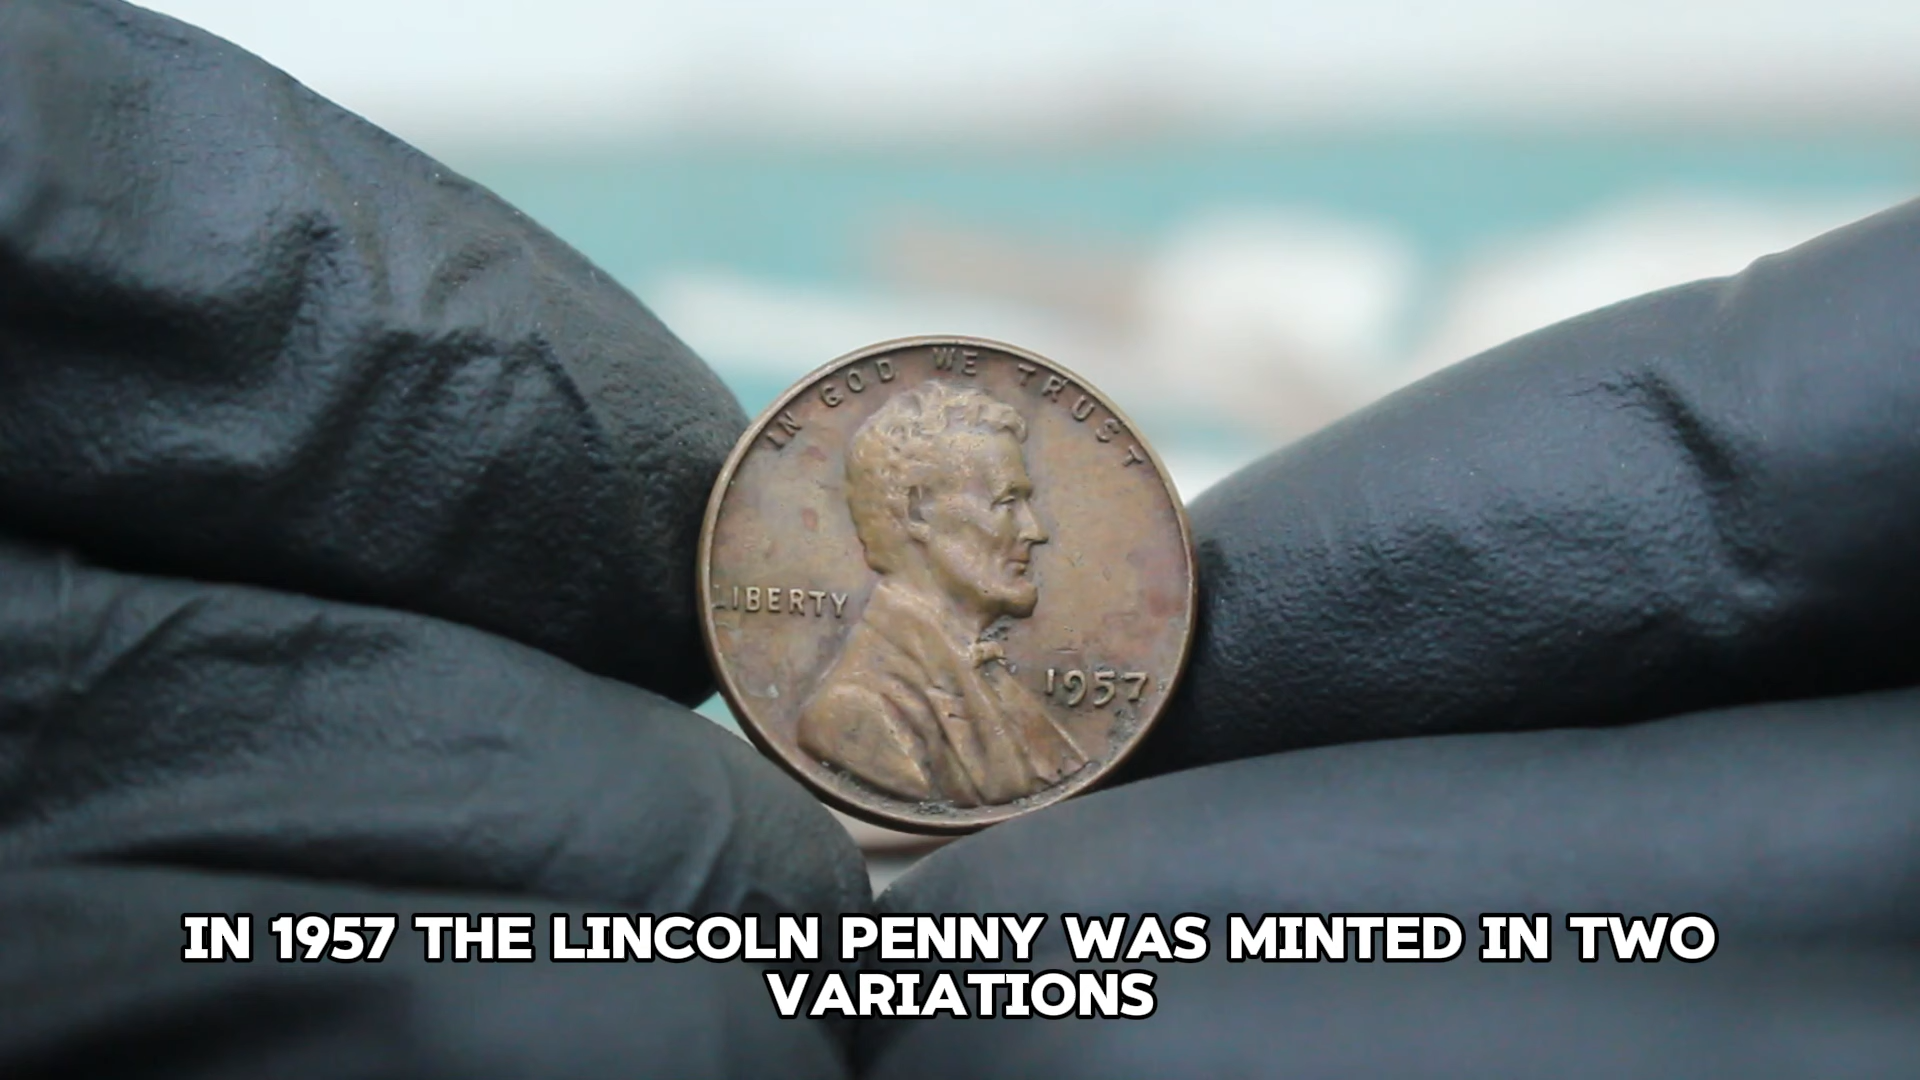 IN GOD WE TRUST
LIBERTY
1957
IN 1957 THE LINCOLN PENNY WAS MINTED IN TWO
VARIATIONS